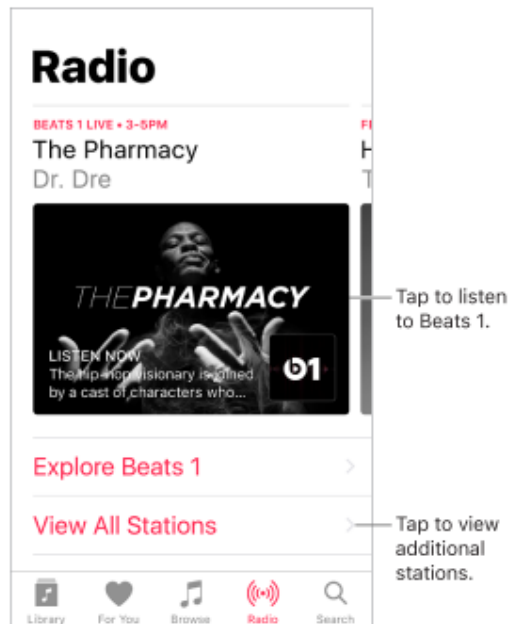 Radio
BEATS 1 LIVE • 3-5PM
The Pharmacy
Dr. Dre
THEPHARMACY
LISTEN NOW
The hip-hop visionary is joined
by a cast of characters who...
1
Tap to listen
to Beats 1.
Explore Beats 1
View All Stations
Tap to view
additional
stations.
Library
For You
Browse
Radio
Search